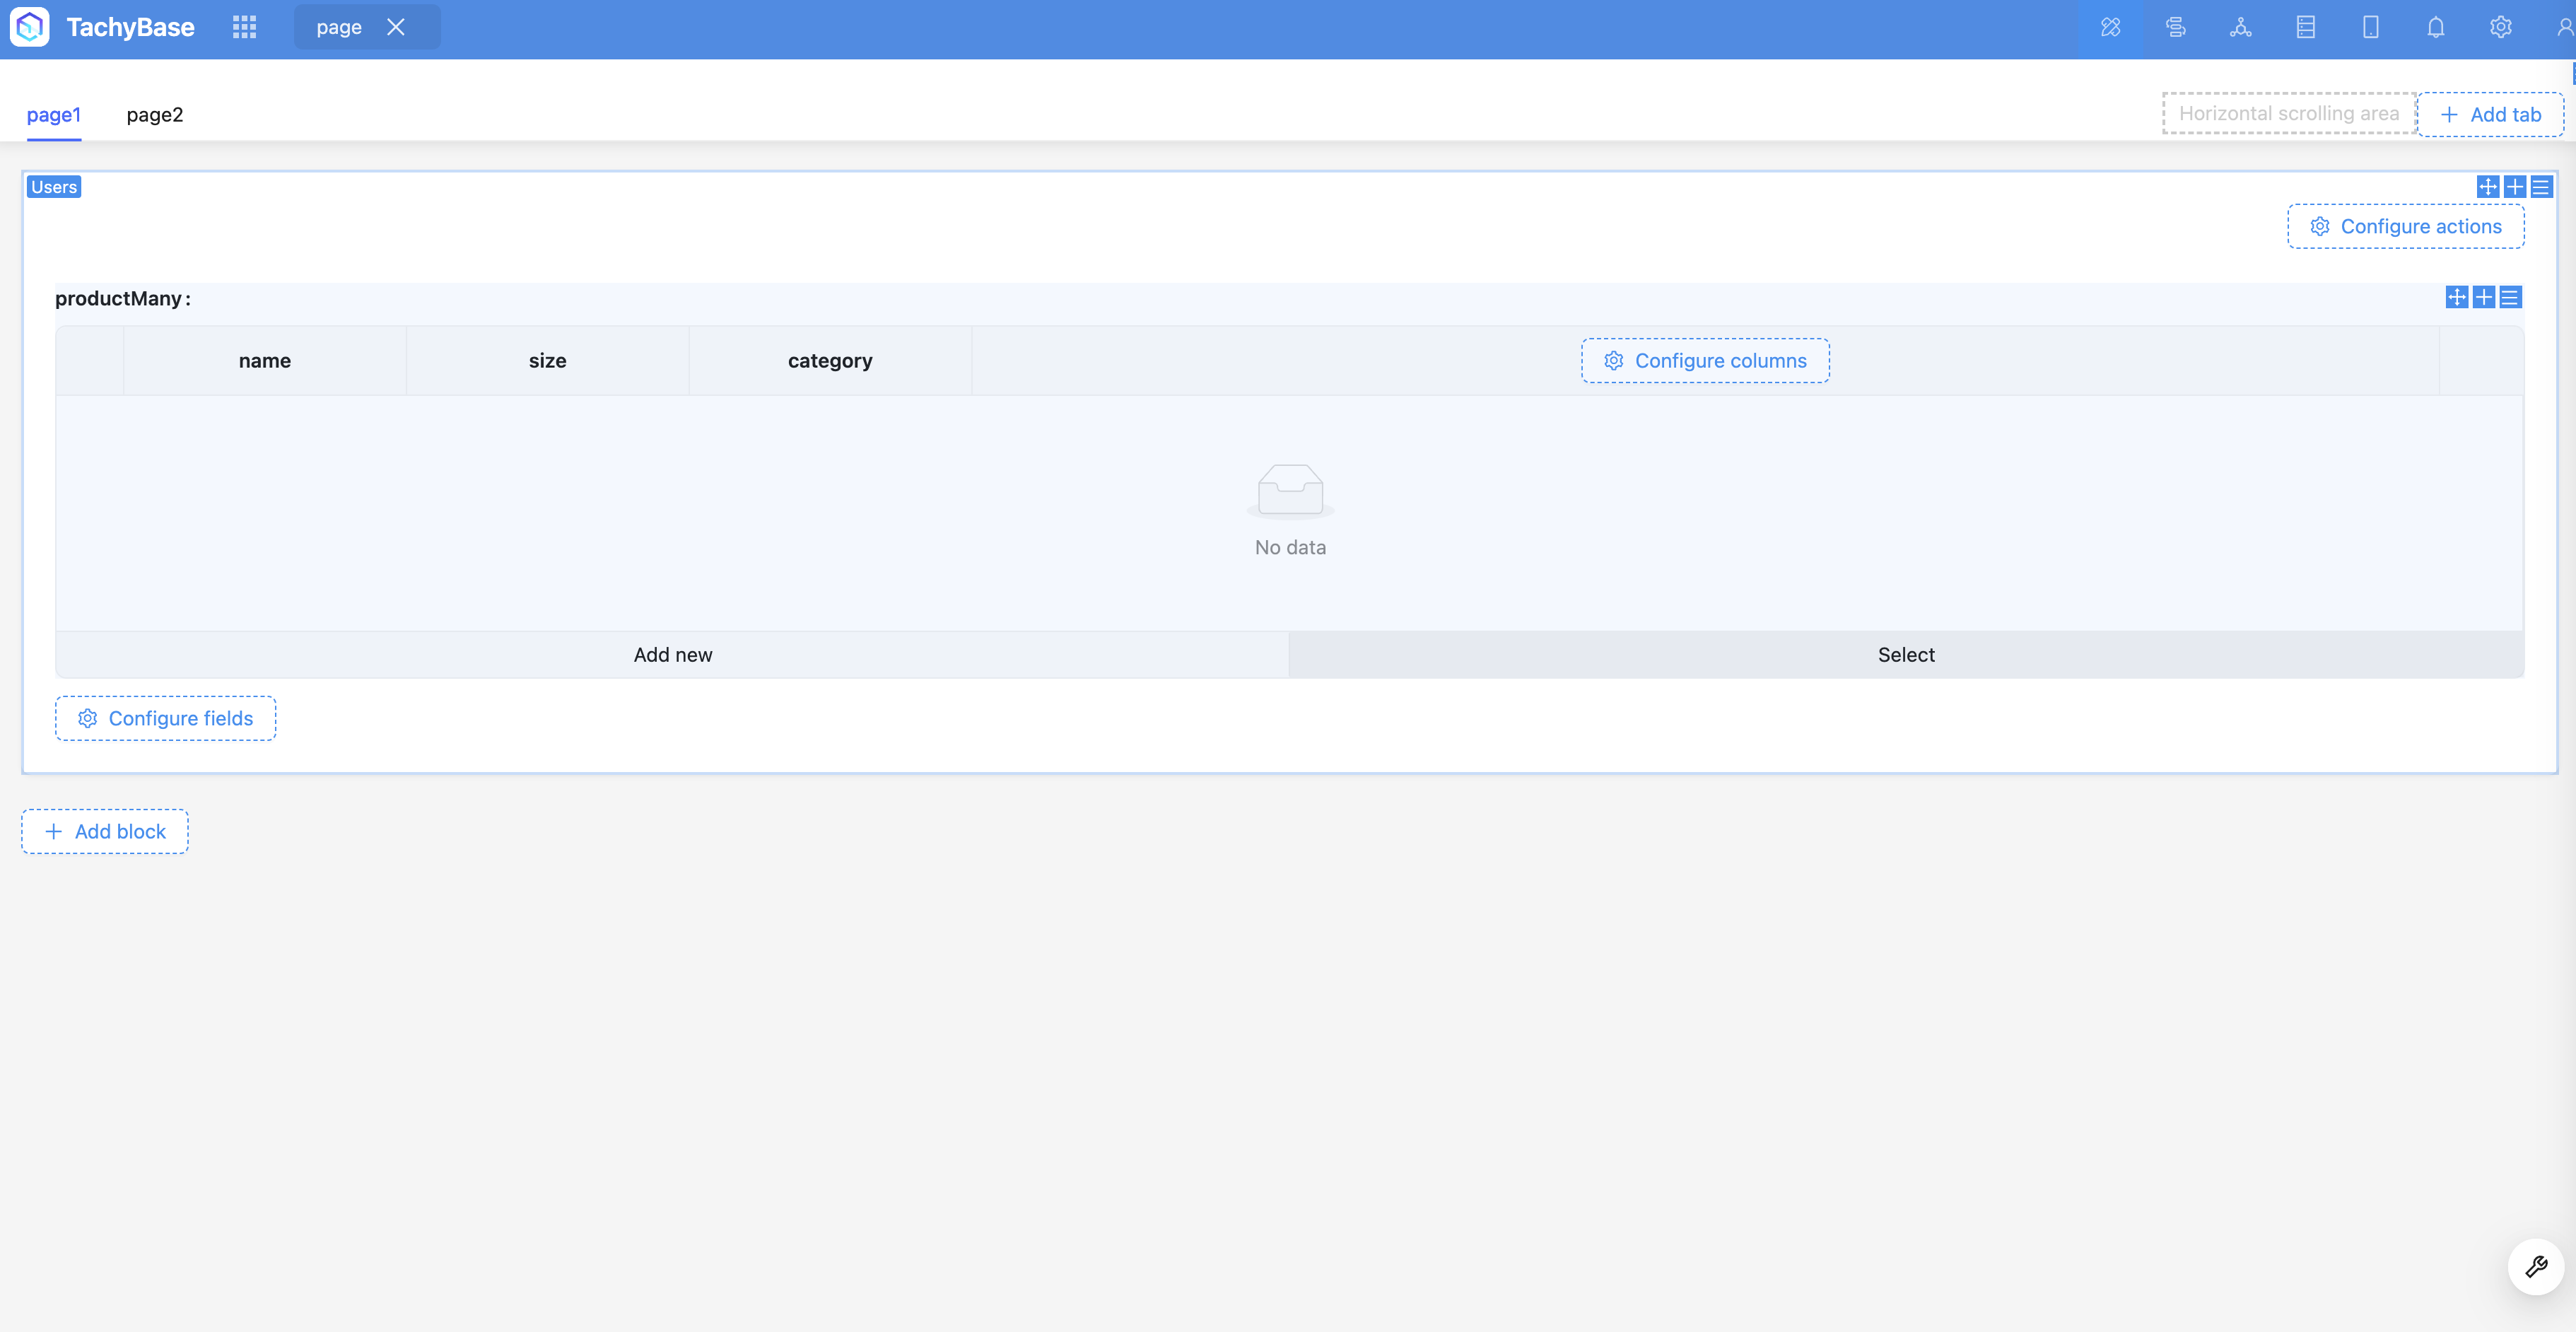 TachyBase
page
page1
page2
Horizontal scrolling area
Add tab
Users
Configure actions
productMany:
name
size
category
Configure columns
No data
Add new
Select
Configure fields
Add block